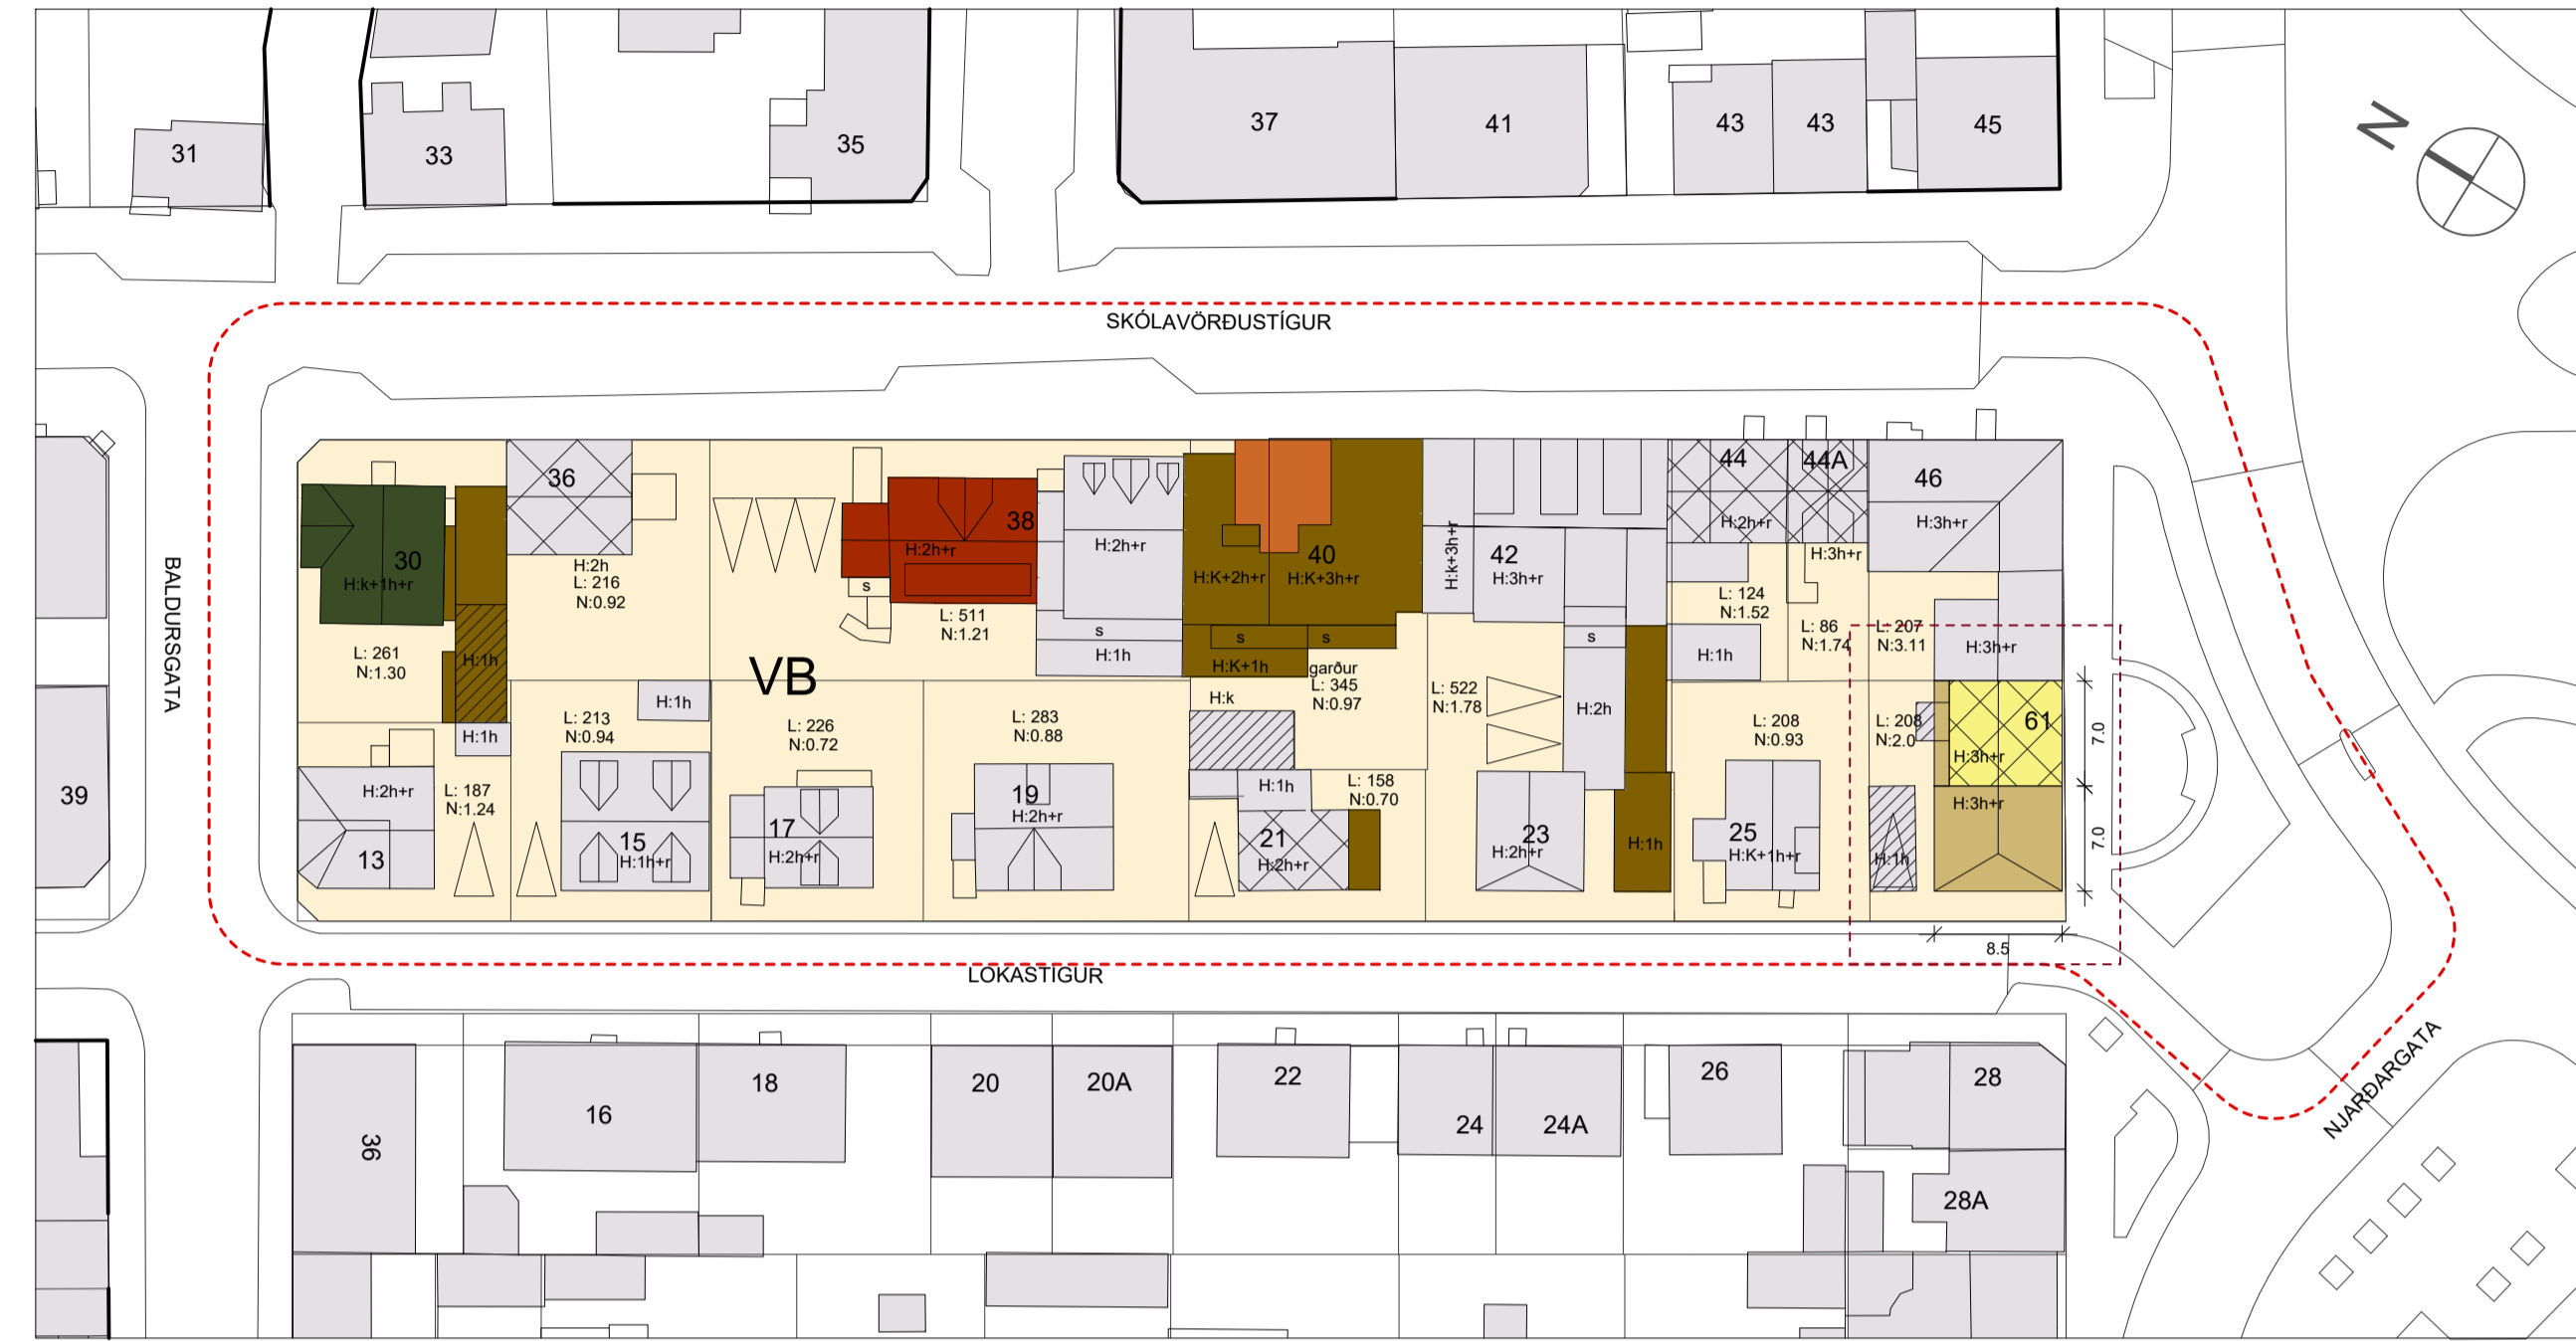 31
33
35
37
41
43
43
45
N
SKÓLAVÖRÐUSTÍGUR
BALDURSGATA
39
30
H:k+1h+r
L: 261
N:1.30
H:1h
H:1h
36
H:2h
L: 216
N:0.92
38
H:2h+r
s
L: 511
N:1.21
H:2h+r
s
H:1h
VB
40
H:K+2h+r
H:K+3h+r
s
s
H:K+1h
garður
L: 345
N:0.97
H:k
H:k+3h+r
42
H:3h+r
L: 522
N:1.78
s
H:2h
44
H:2h+r
L: 124
N:1.52
H:1h
44A
H:3h+r
L: 86
N:1.74
46
H:3h+r
L: 207
N:3.11
H:3h+r
H:2h+r
13
L: 187
N:1.24
L: 213
N:0.94
H:1h
15
H:1h+r
L: 226
N:0.72
17
H:2h+r
L: 283
N:0.88
19
H:2h+r
H:1h
L: 158
N:0.70
21
H:2h+r
23
H:2h+r
H:1h
L: 208
N:0.93
25
H:K+1h+r
L: 208
N:2.0
61
H:3h+r
H:3h+r
H:1h
7.0
7.0
8.5
LOKASTÍGUR
NJARÐARGATA
36
16
18
20
20A
22
24
24A
26
28
28A